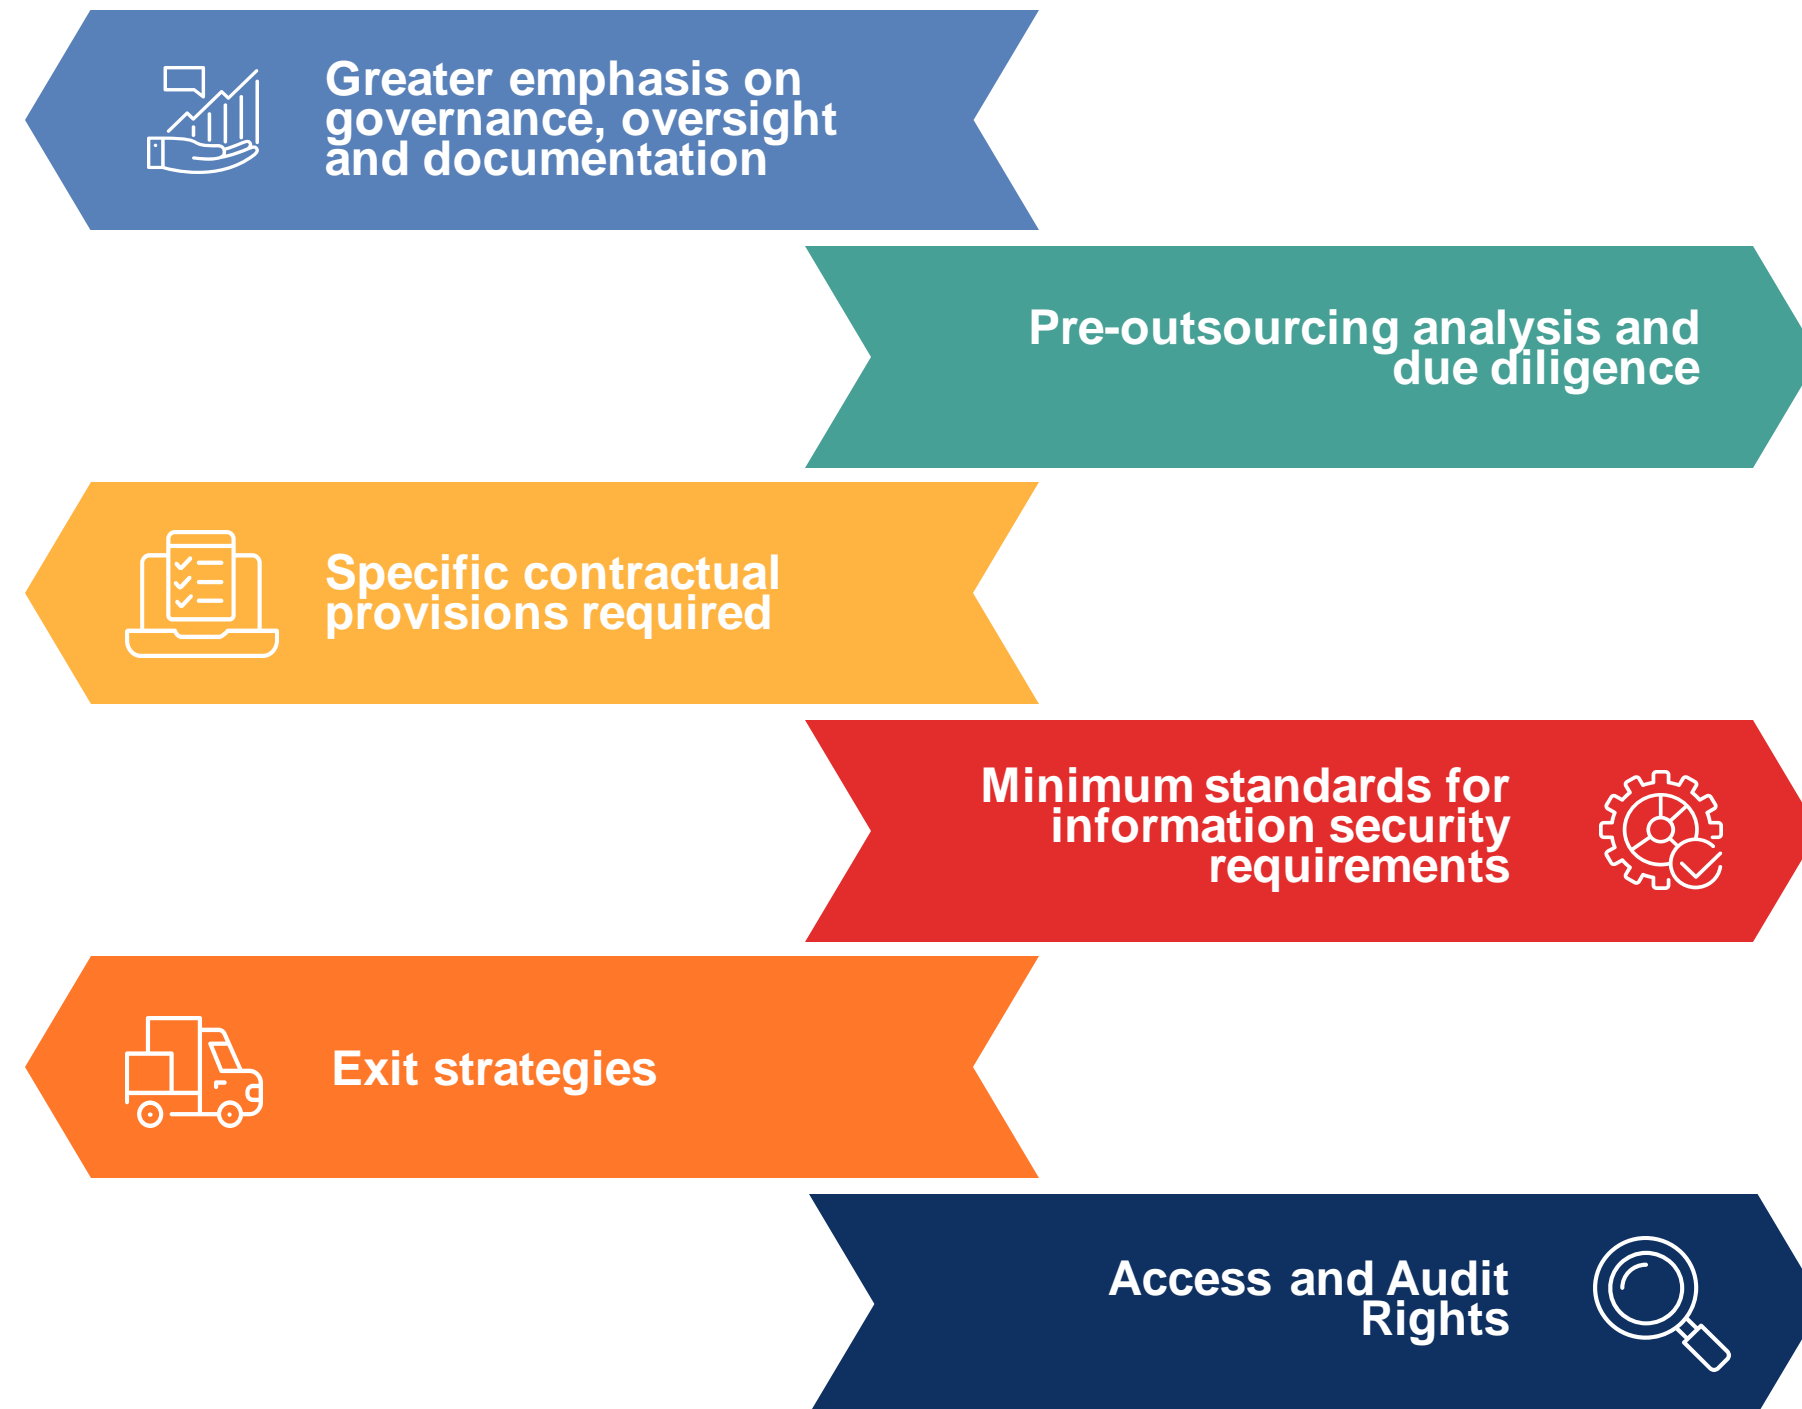 Greater emphasis on
governance, oversight
and documentation
Pre-outsourcing analysis and
due diligence
Specific contractual
provisions required
Minimum standards for
information security
requirements
Exit strategies
Access and Audit
Rights